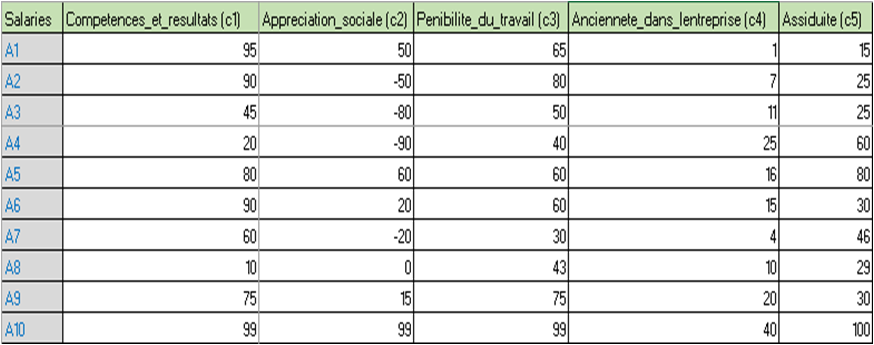 Salaries Competences_et_resultats (c1) Appreciation_sociale (c2) Penibilite_du_travail (c3) Anciennete_dans_lentreprise (c4) Assiduite (c5)
A1 95 50 65 1 15
A2 90 -50 80 7 25
A3 45 -80 50 11 25
A4 20 -90 40 25 60
A5 80 60 60 16 80
A6 90 20 60 15 30
A7 60 -20 30 4 46
A8 10 0 43 10 29
A9 75 15 75 20 30
A10 99 99 99 40 100